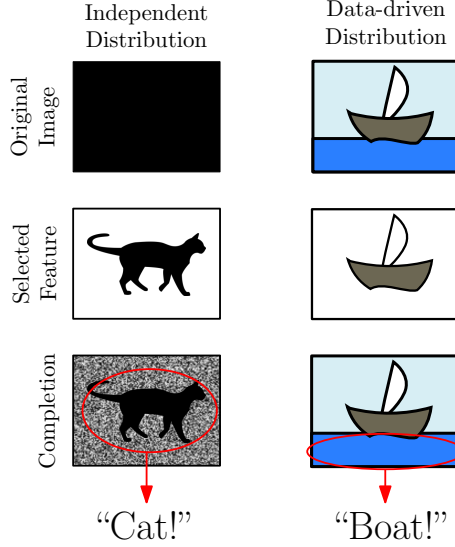 Independent
Distribution
Data-driven
Distribution
Original
Image
Selected
Feature
Completion
“Cat!”
“Boat!”